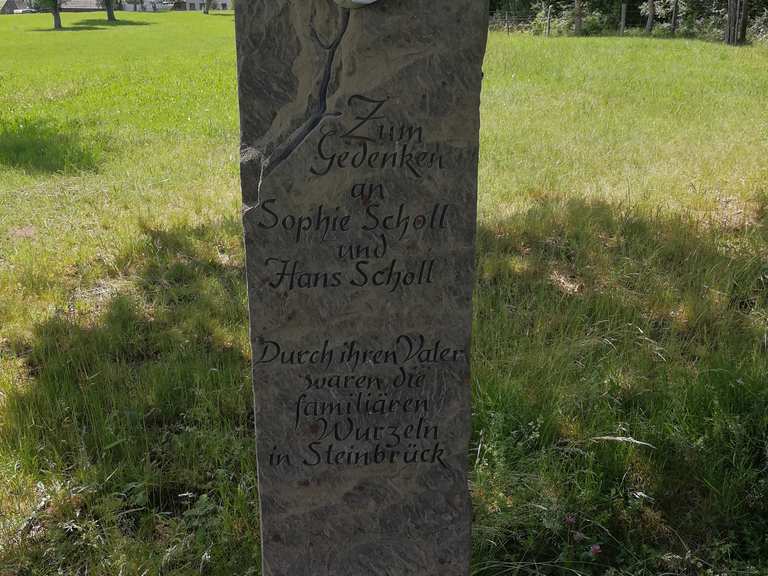 Zum
Gedenken
an
Sophie Scholl
und
Hans Scholl
Durch ihren Vater
waren die
familiären
Wurzeln
in Steinbrück